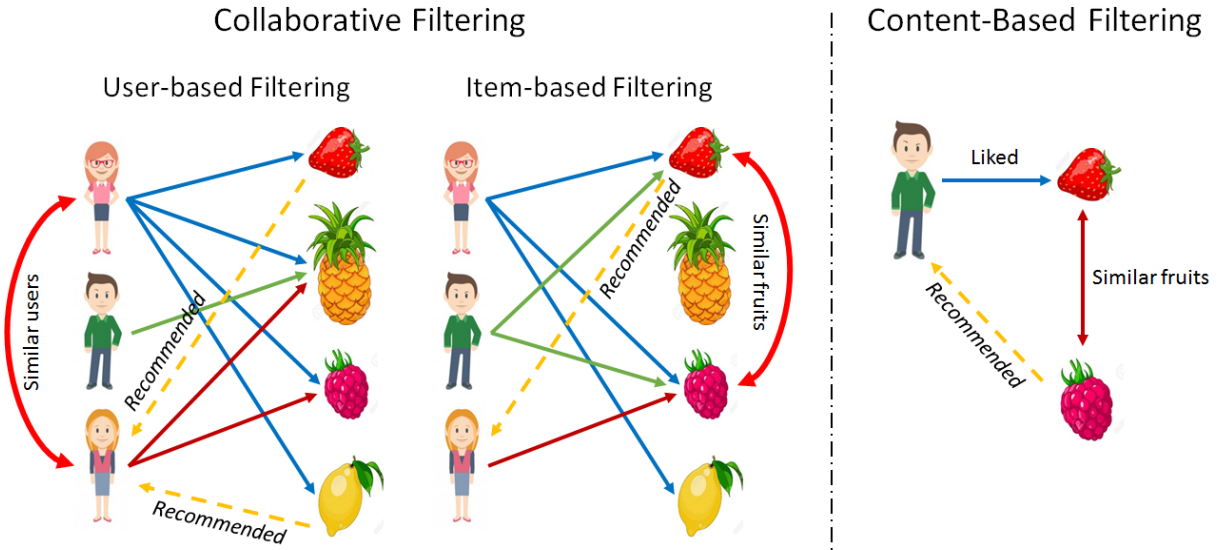 Collaborative Filtering
User-based Filtering
Similar users
Recommended
Recommended
Item-based Filtering
Recommended
Similar fruits
Content-Based Filtering
Liked
Similar fruits
Recommended